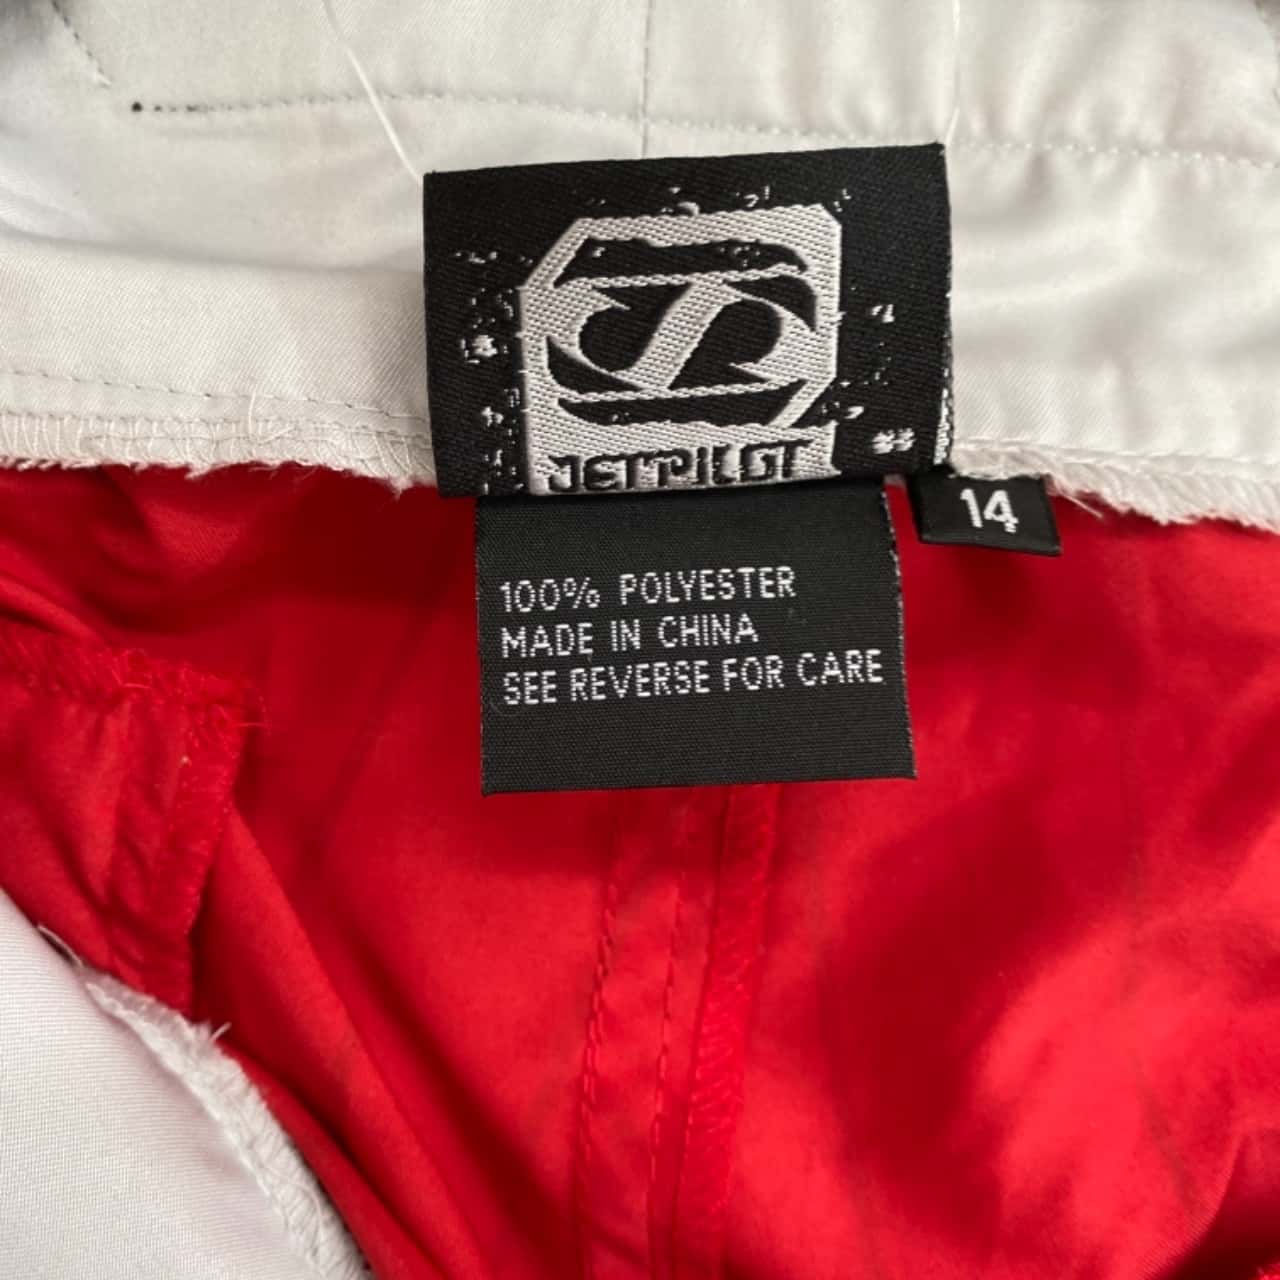 JETPILOT
14
100% POLYESTER
MADE IN CHINA
SEE REVERSE FOR CARE